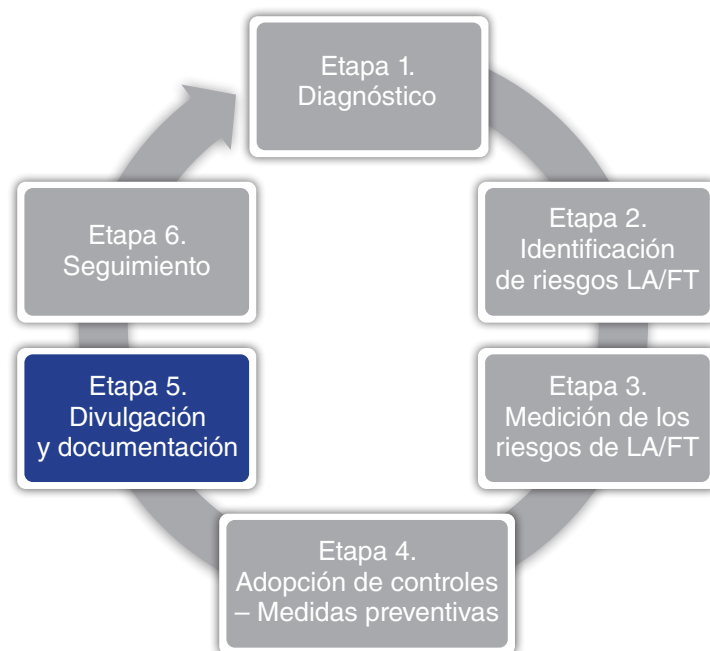 Etapa 1.
Diagnóstico
Etapa 2.
Identificación
de riesgos LA/FT
Etapa 3.
Medición de los
riesgos de LA/FT
Etapa 4.
Adopción de controles
– Medidas preventivas
Etapa 5.
Divulgación
y documentación
Etapa 6.
Seguimiento